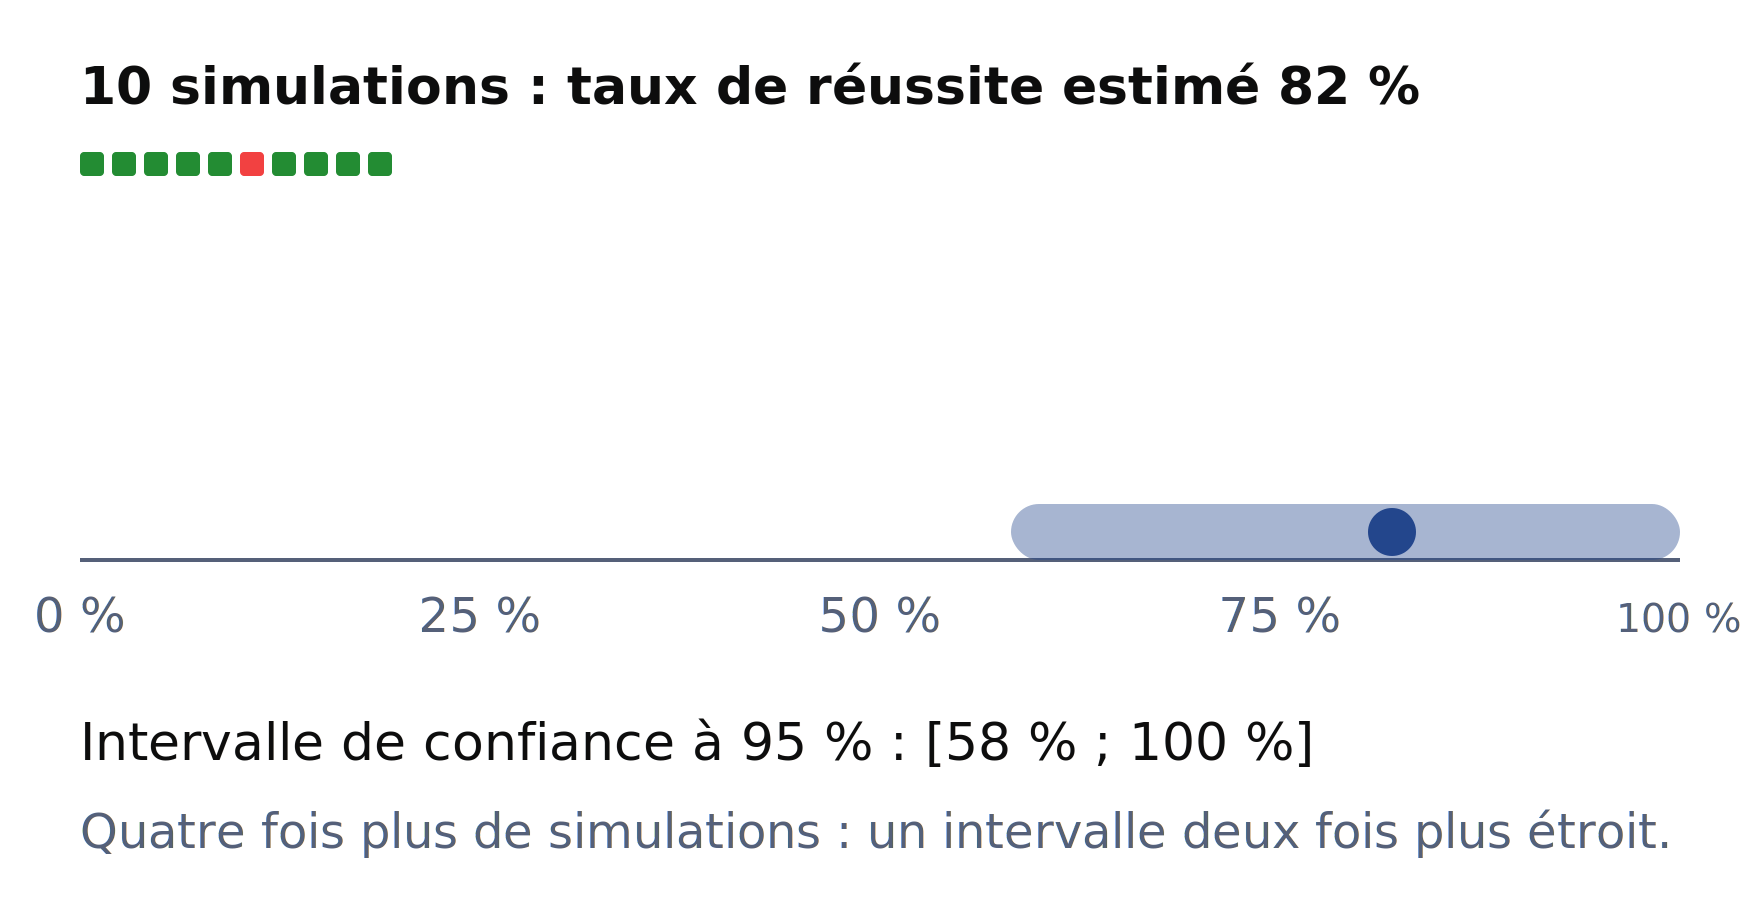 10 simulations : taux de réussite estimé 82 %
0 % 25 % 50 % 75 % 100 %
Intervalle de confiance à 95 % : [58 % ; 100 %]
Quatre fois plus de simulations : un intervalle deux fois plus étroit.